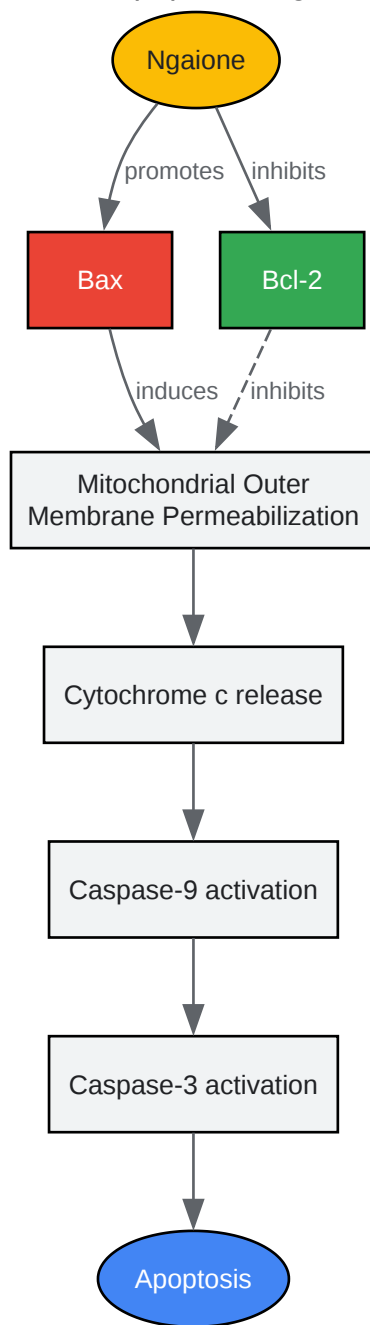 Ngaione
promotes
inhibits
Bax
Bcl-2
induces
inhibits
Mitochondrial Outer
Membrane Permeabilization
Cytochrome c release
Caspase-9 activation
Caspase-3 activation
Apoptosis